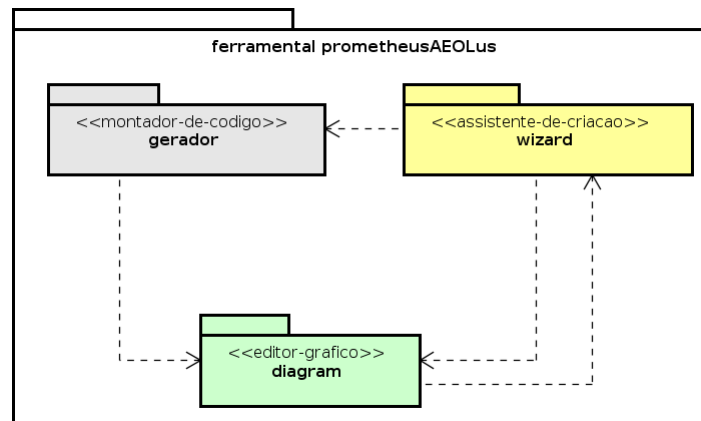 ferramental prometheusAEOLus
<<montador-de-codigo>>
gerador
<<assistente-de-criacao>>
wizard
<<editor-grafico>>
diagram